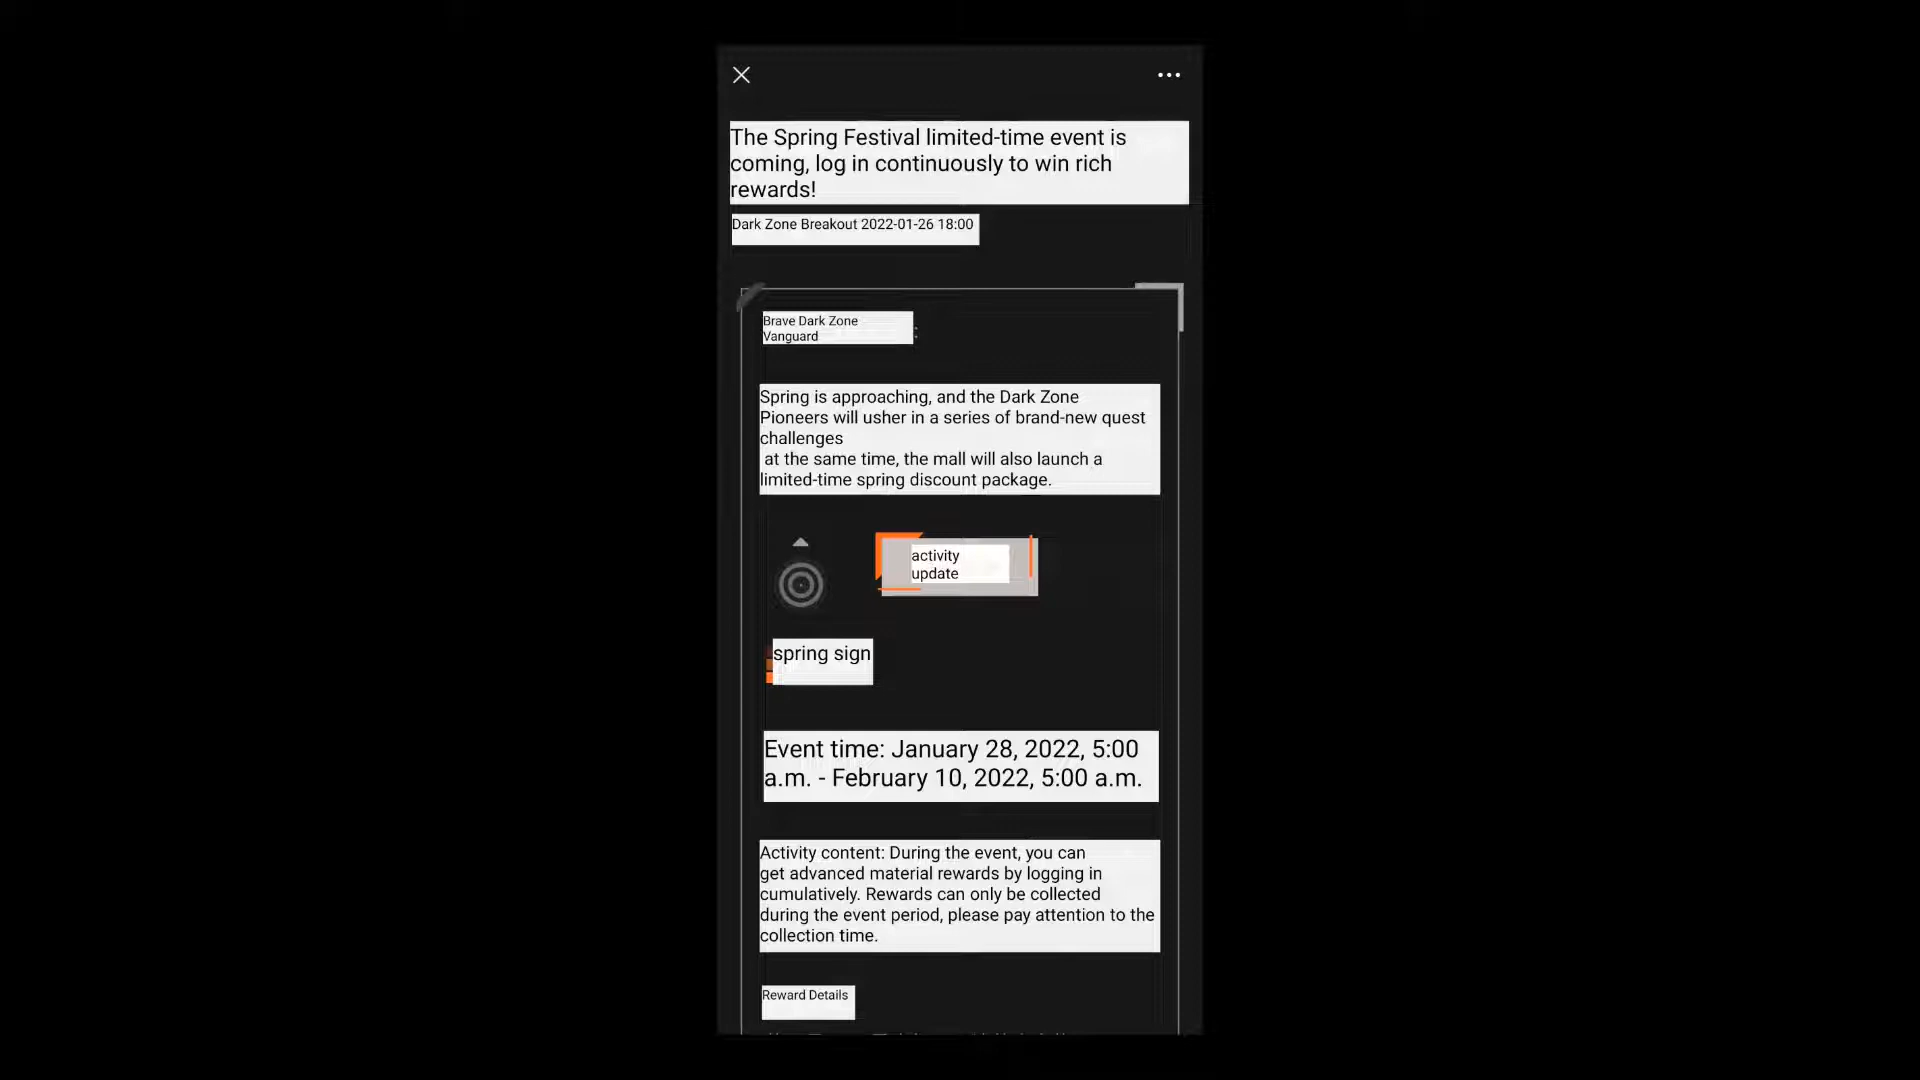 The Spring Festival limited-time event is
coming, log in continuously to win rich
rewards!
Dark Zone Breakout 2022-01-26 18:00
Brave Dark Zone
Vanguard
Spring is approaching, and the Dark Zone
Pioneers will usher in a series of brand-new quest
challenges
at the same time, the mall will also launch a
limited-time spring discount package.
activity
update
spring sign
Event time: January 28, 2022, 5:00
a.m. - February 10, 2022, 5:00 a.m.
Activity content: During the event, you can
get advanced material rewards by logging in
cumulatively. Rewards can only be collected
during the event period, please pay attention to the
collection time.
Reward Details